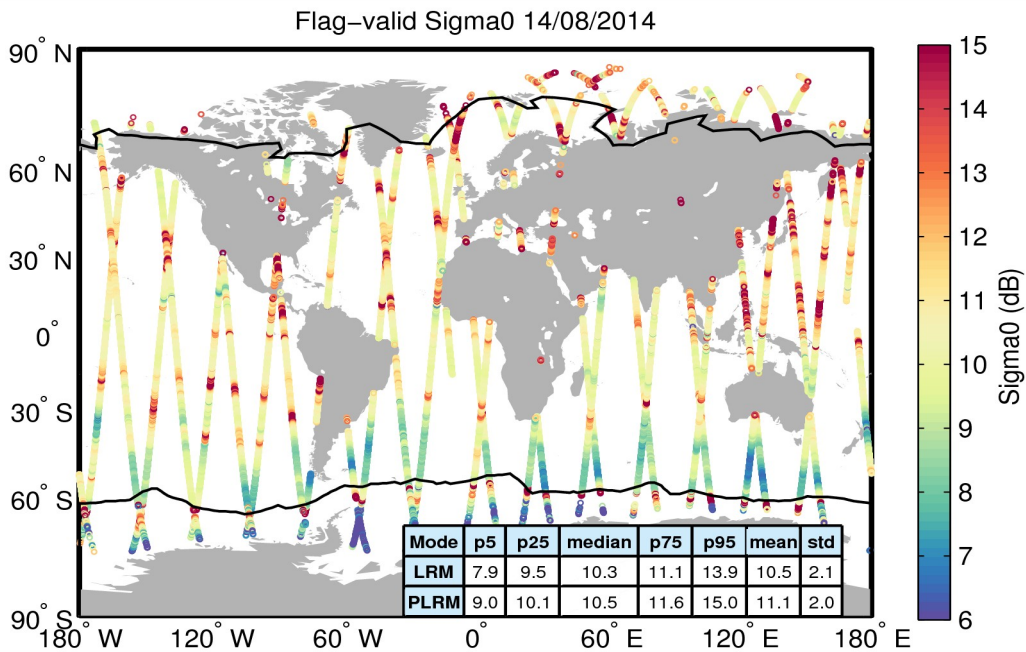 Flag−valid Sigma0 14/08/2014
90° N
60° N
30° N
0°
30° S
60° S
90° S
180° W
120° W
60° W
0°
60° E
120° E
180° E
Mode p5 p25 median p75 p95 mean std
LRM 7.9 9.5 10.3 11.1 13.9 10.5 2.1
PLRM 9.0 10.1 10.5 11.6 15.0 11.1 2.0
15
14
13
12
11
10
9
8
7
6
Sigma0 (dB)